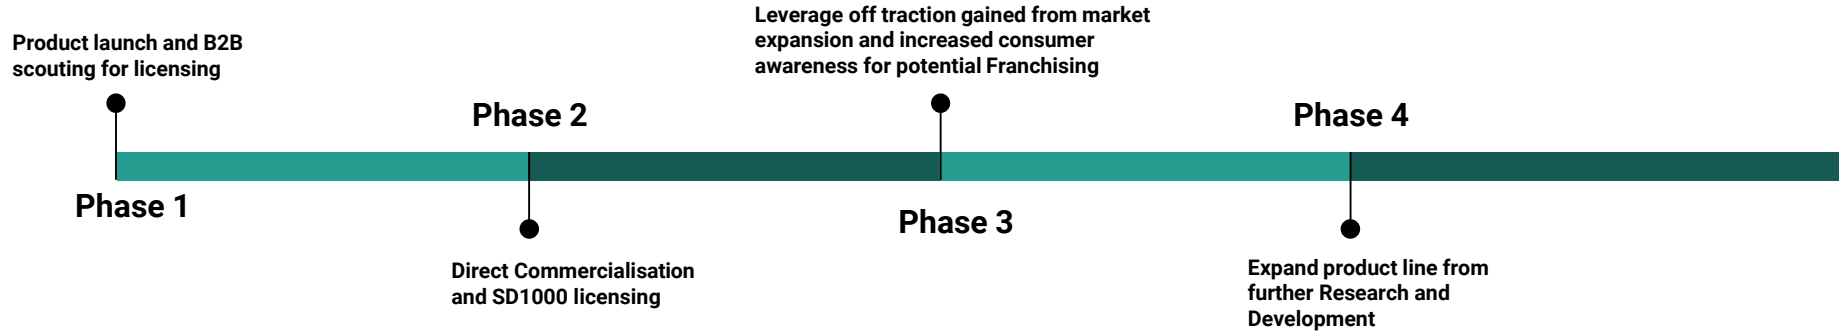 Product launch and B2B
scouting for licensing
Phase 1
Phase 2
Direct Commercialisation
and SD1000 licensing
Leverage off traction gained from market
expansion and increased consumer
awareness for potential Franchising
Phase 3
Phase 4
Expand product line from
further Research and
Development